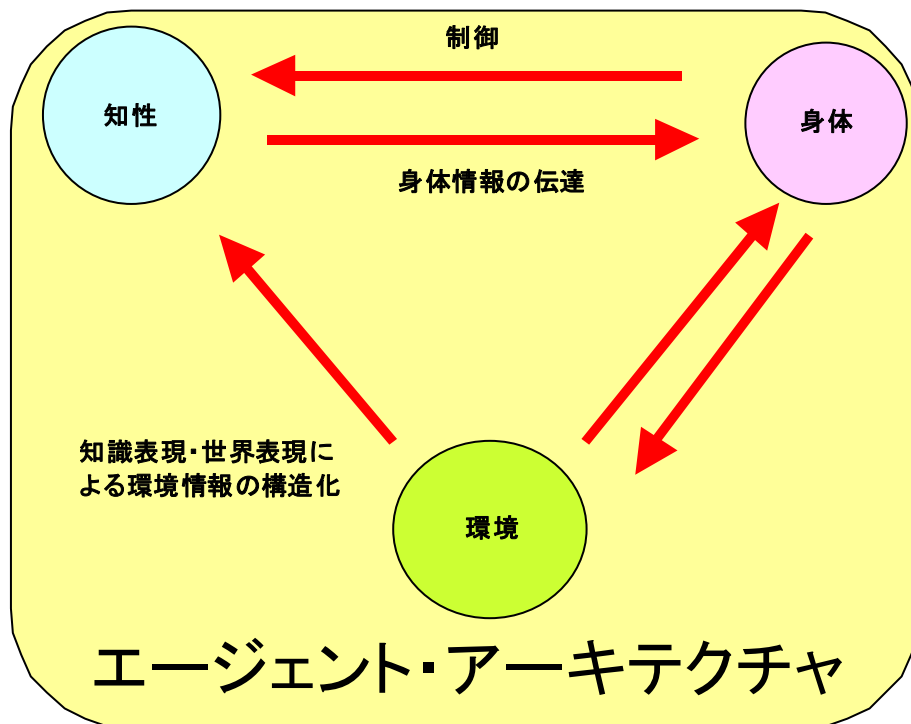 制御
知性
身体
身体情報の伝達
知識表現・世界表現に
よる環境情報の構造化
環境
エージェント・アーキテクチャ